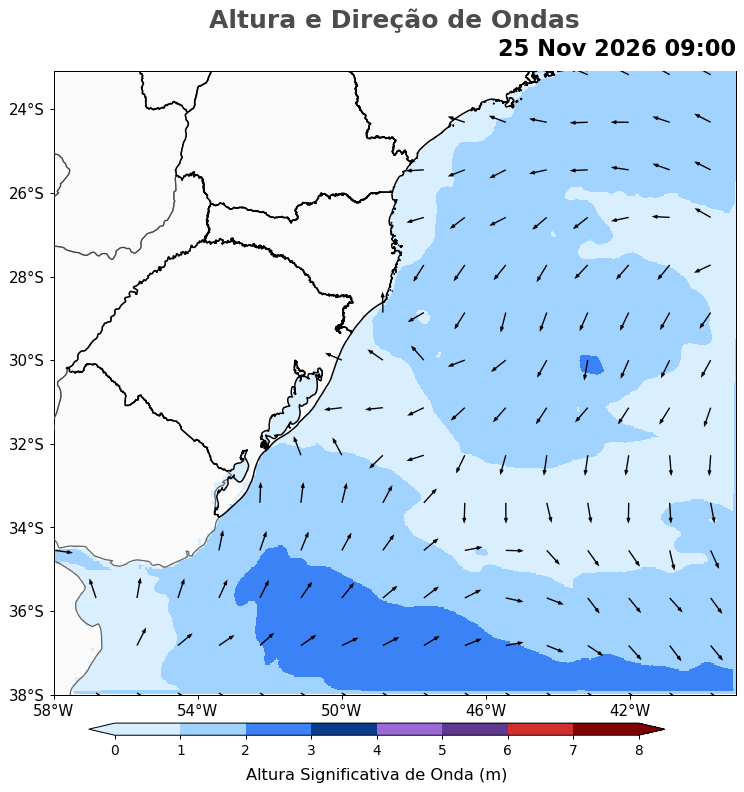 Altura e Direção de Ondas
25 Nov 2026 09:00
24°S
26°S
28°S
30°S
32°S
34°S
36°S
38°S
58°W 54°W 50°W 46°W 42°W
0 1 2 3 4 5 6 7 8
Altura Significativa de Onda (m)